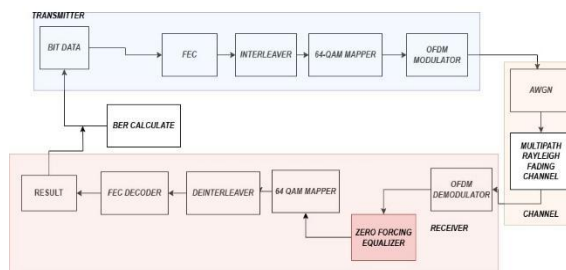 TRANSMITTER
BIT DATA
FEC
INTERLEAVER
64-QAM MAPPER
OFDM
MODULATOR
AWGN
MULTIPATH
RAYLEIGH
FADING
CHANNEL
CHANNEL
BER CALCULATE
RESULT
FEC DECODER
DEINTERLEAVER
64 QAM MAPPER
OFDM
DEMODULATOR
ZERO FORCING
EQUALIZER
RECEIVER